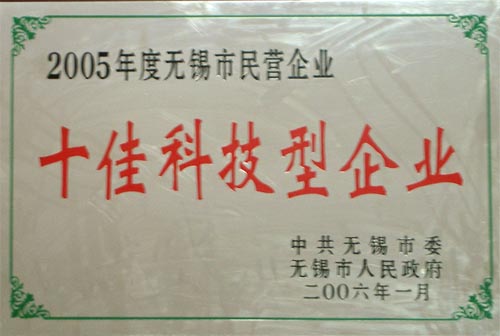 2005年度无锡市民营企业
十佳科技型企业
中共无锡市委
无锡市人民政府
二00六年一月